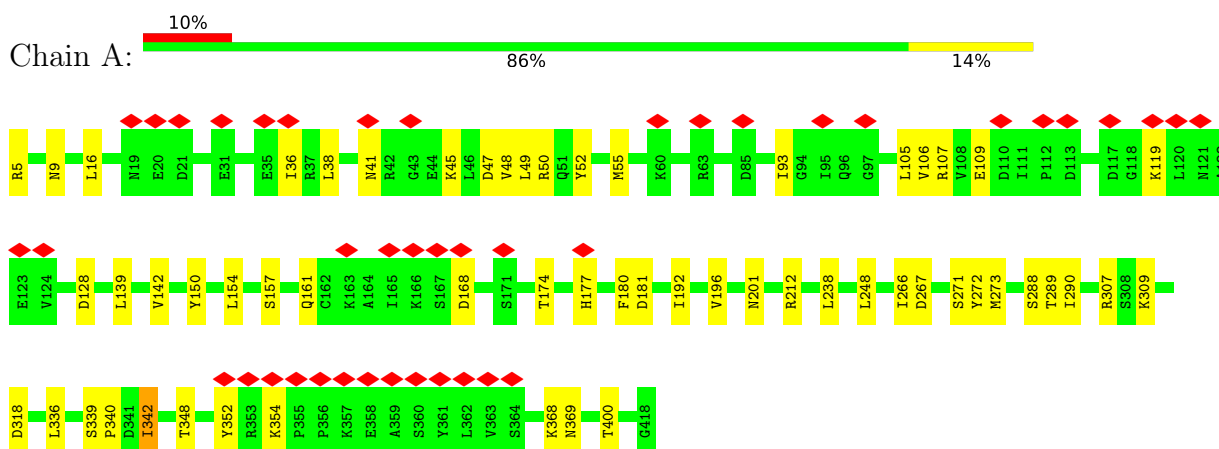 10%
Chain A:
86% 14%
R5 N9 L16 N19 E20 D21 E31 E35 I36 R37 L38 N41 R42 G43 E44 K45 L46 D47 V48 L49 R50 Q51 Y52 M55 K60 R63 D85 I93 G94 I95 Q96 G97 L105 V106 R107 V108 E109 D110 I111 P112 D113 D117 G118 K119 L120 N121
E123 V124 D128 L139 V142 Y150 L154 S157 Q161 C162 K163 A164 I165 K166 S167 D168 S171 T174 H177 F180 D181 I192 V196 N201 R212 L238 L248 I266 D267 S271 Y272 M273 S288 T289 I290 R307 S308 K309
D318 L336 S339 P340 D341 I342 T348 Y352 R353 K354 P355 P356 K357 E358 A359 S360 Y361 L362 V363 S364 K368 N369 T400 G418